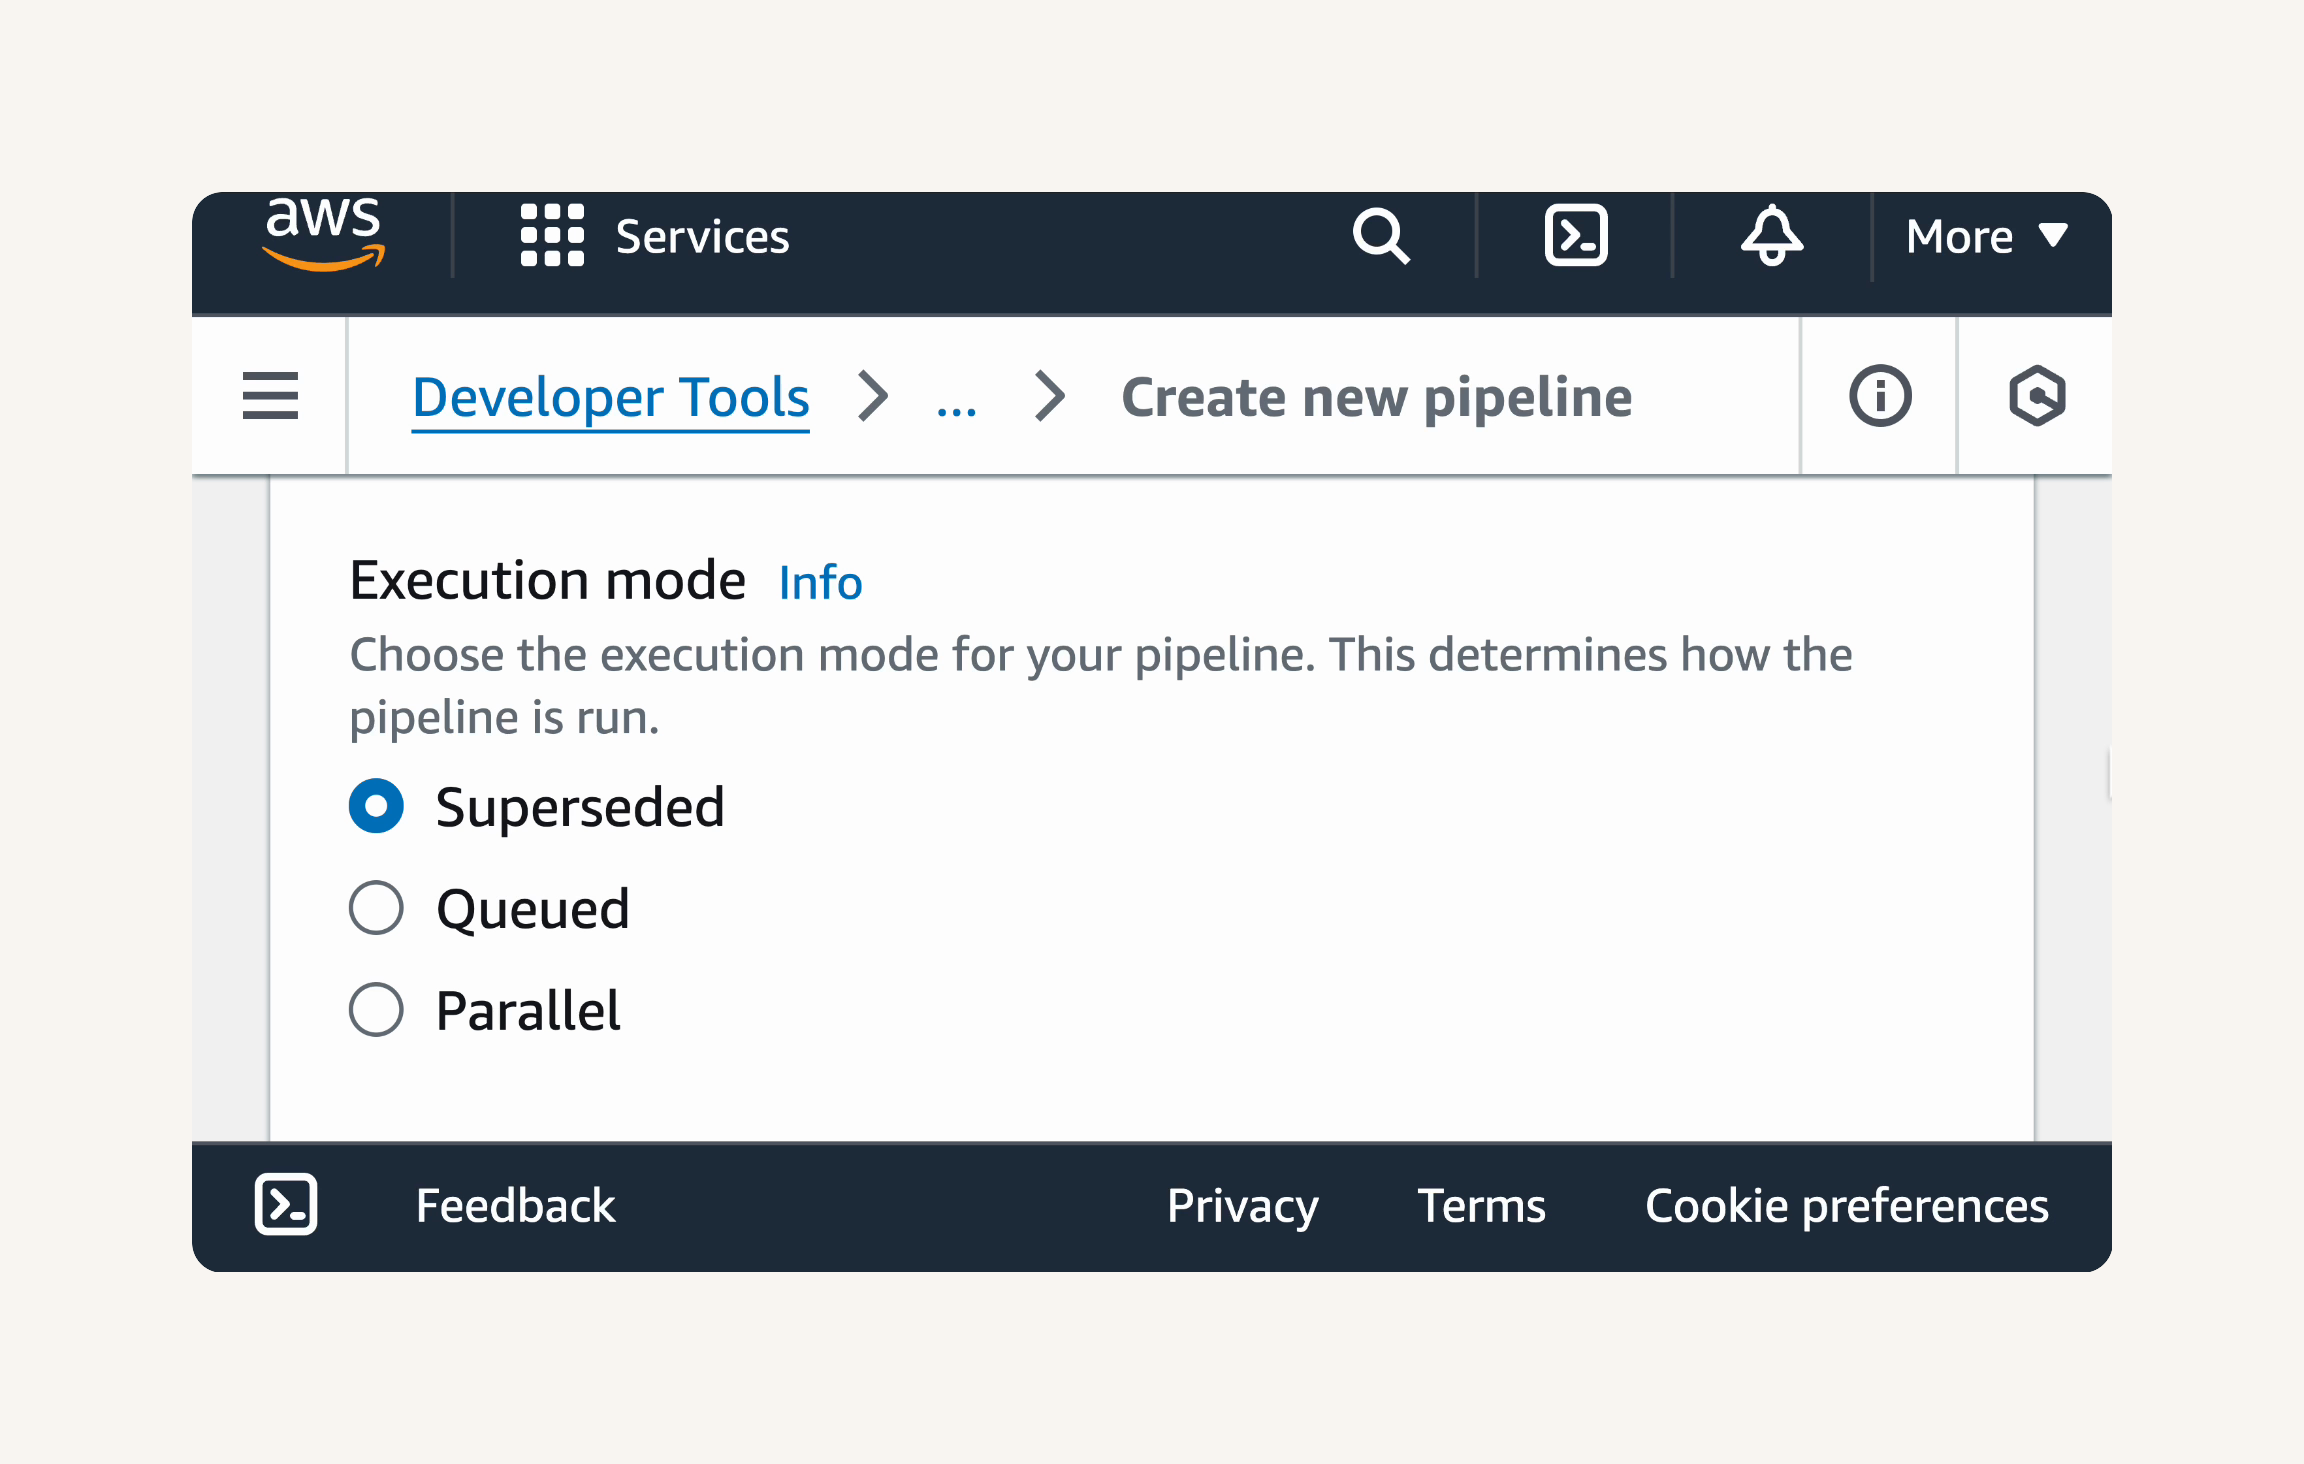 aws
Services
More
Developer Tools
...
Create new pipeline
Execution mode Info
Choose the execution mode for your pipeline. This determines how the
pipeline is run.
Superseded
Queued
Parallel
Feedback
Privacy
Terms
Cookie preferences